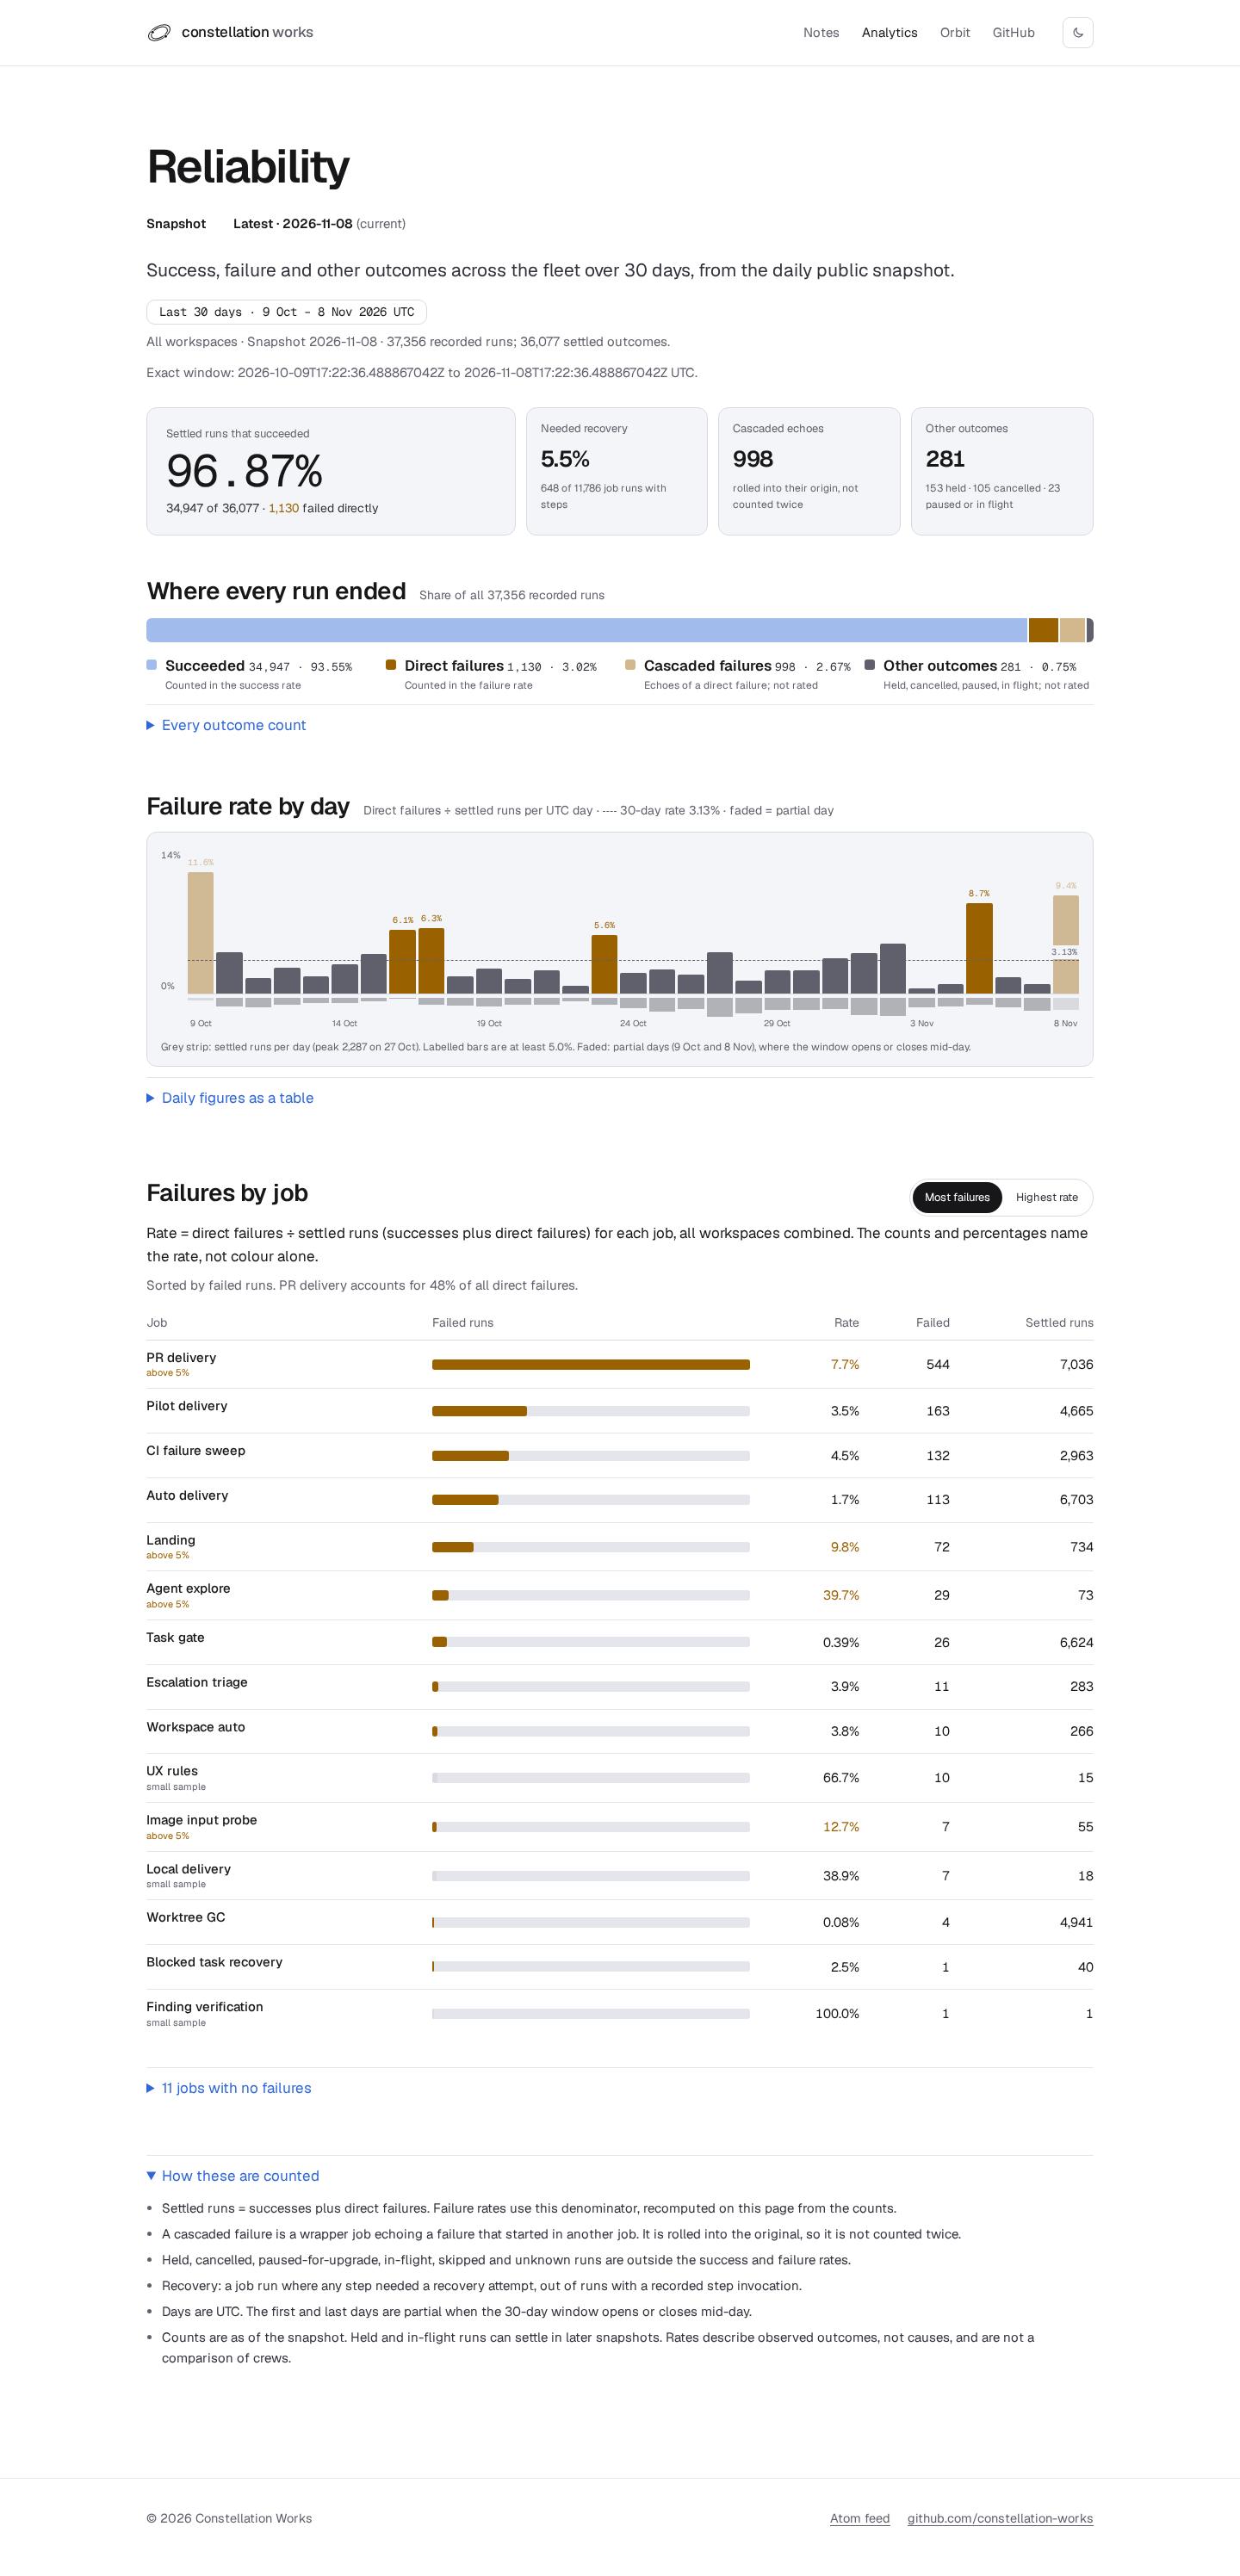 constellation works
Notes Analytics Orbit GitHub
Reliability
Snapshot Latest · 2026-11-08 (current)
Success, failure and other outcomes across the fleet over 30 days, from the daily public snapshot.
Last 30 days · 9 Oct – 8 Nov 2026 UTC
All workspaces · Snapshot 2026-11-08 · 37,356 recorded runs; 36,077 settled outcomes.
Exact window: 2026-10-09T17:22:36.488867042Z to 2026-11-08T17:22:36.488867042Z UTC.
Settled runs that succeeded
96.87%
34,947 of 36,077 · 1,130 failed directly
Needed recovery
5.5%
648 of 11,786 job runs with
steps
Cascaded echoes
998
rolled into their origin, not
counted twice
Other outcomes
281
153 held · 105 cancelled · 23
paused or in flight
Where every run ended Share of all 37,356 recorded runs
Succeeded 34,947 · 93.55%
Counted in the success rate
Direct failures 1,130 · 3.02%
Counted in the failure rate
Cascaded failures 998 · 2.67%
Echoes of a direct failure; not rated
Other outcomes 281 · 0.75%
Held, cancelled, paused, in flight; not rated
Every outcome count
Failure rate by day Direct failures ÷ settled runs per UTC day · ---- 30-day rate 3.13% · faded = partial day
14%
11.6%
6.1% 6.3%
5.6%
8.7%
9.4%
3.13%
0%
9 Oct 14 Oct 19 Oct 24 Oct 29 Oct 3 Nov 8 Nov
Grey strip: settled runs per day (peak 2,287 on 27 Oct). Labelled bars are at least 5.0%. Faded: partial days (9 Oct and 8 Nov), where the window opens or closes mid-day.
Daily figures as a table
Failures by job
Most failures Highest rate
Rate = direct failures ÷ settled runs (successes plus direct failures) for each job, all workspaces combined. The counts and percentages name
the rate, not colour alone.
Sorted by failed runs. PR delivery accounts for 48% of all direct failures.
Job Failed runs Rate Failed Settled runs
PR delivery 7.7% 544 7,036
above 5%
Pilot delivery 3.5% 163 4,665
CI failure sweep 4.5% 132 2,963
Auto delivery 1.7% 113 6,703
Landing 9.8% 72 734
above 5%
Agent explore 39.7% 29 73
above 5%
Task gate 0.39% 26 6,624
Escalation triage 3.9% 11 283
Workspace auto 3.8% 10 266
UX rules 66.7% 10 15
small sample
Image input probe 12.7% 7 55
above 5%
Local delivery 38.9% 7 18
small sample
Worktree GC 0.08% 4 4,941
Blocked task recovery 2.5% 1 40
Finding verification 100.0% 1 1
small sample
11 jobs with no failures
How these are counted
Settled runs = successes plus direct failures. Failure rates use this denominator, recomputed on this page from the counts.
A cascaded failure is a wrapper job echoing a failure that started in another job. It is rolled into the original, so it is not counted twice.
Held, cancelled, paused-for-upgrade, in-flight, skipped and unknown runs are outside the success and failure rates.
Recovery: a job run where any step needed a recovery attempt, out of runs with a recorded step invocation.
Days are UTC. The first and last days are partial when the 30-day window opens or closes mid-day.
Counts are as of the snapshot. Held and in-flight runs can settle in later snapshots. Rates describe observed outcomes, not causes, and are not a
comparison of crews.
© 2026 Constellation Works
Atom feed github.com/constellation-works